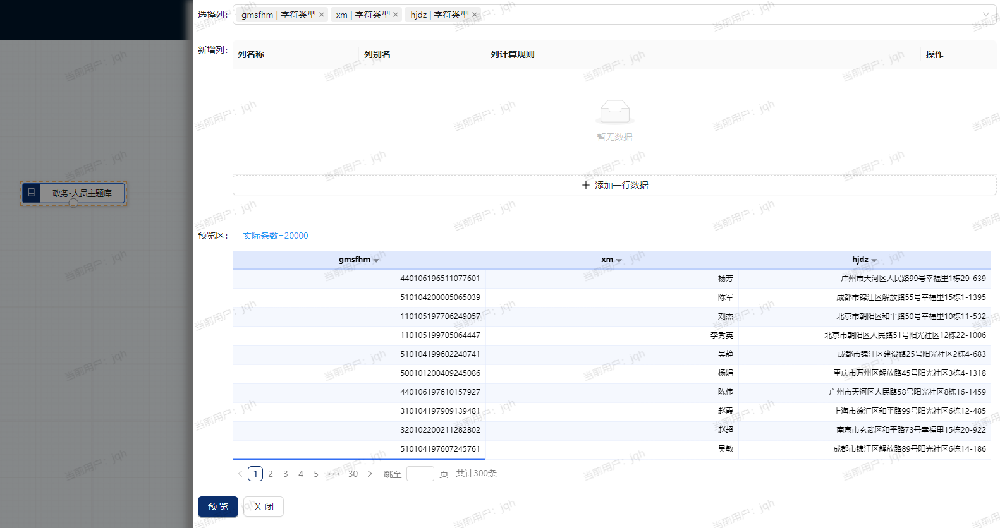 选择列: gmsfhm | 字符类型 × xm | 字符类型 × hjdz | 字符类型 ×
新增列: 列名称 列别名 列计算规则 操作
暂无数据
+ 添加一行数据
政务-人员主题库
预览区: 实际条数=20000
gmsfhm xm hjdz
440106196511077601 杨芳 广州市天河区人民路99号幸福里1栋29-639
510104200005065039 陈军 成都市锦江区解放路55号幸福里15栋1-1395
110105197706249057 刘杰 北京市朝阳区和平路50号幸福里10栋11-532
110105199705064447 李秀英 北京市朝阳区人民路51号阳光社区12栋22-1006
510104199602240741 吴静 成都市锦江区建设路25号阳光社区2栋4-683
500101200409245086 杨娟 重庆市万州区解放路45号阳光社区3栋4-1318
440106197610157927 陈伟 广州市天河区人民路58号阳光社区8栋16-1459
310104197909139481 赵霞 上海市徐汇区和平路99号阳光社区6栋12-485
320102200211282802 赵超 南京市玄武区和平路73号幸福里15栋20-922
510104197607245761 吴敏 成都市锦江区解放路89号阳光社区6栋14-186
< 1 2 3 4 5 ••• 30 > 跳至 页 共计300条
预览 关闭
当前用户: jqh